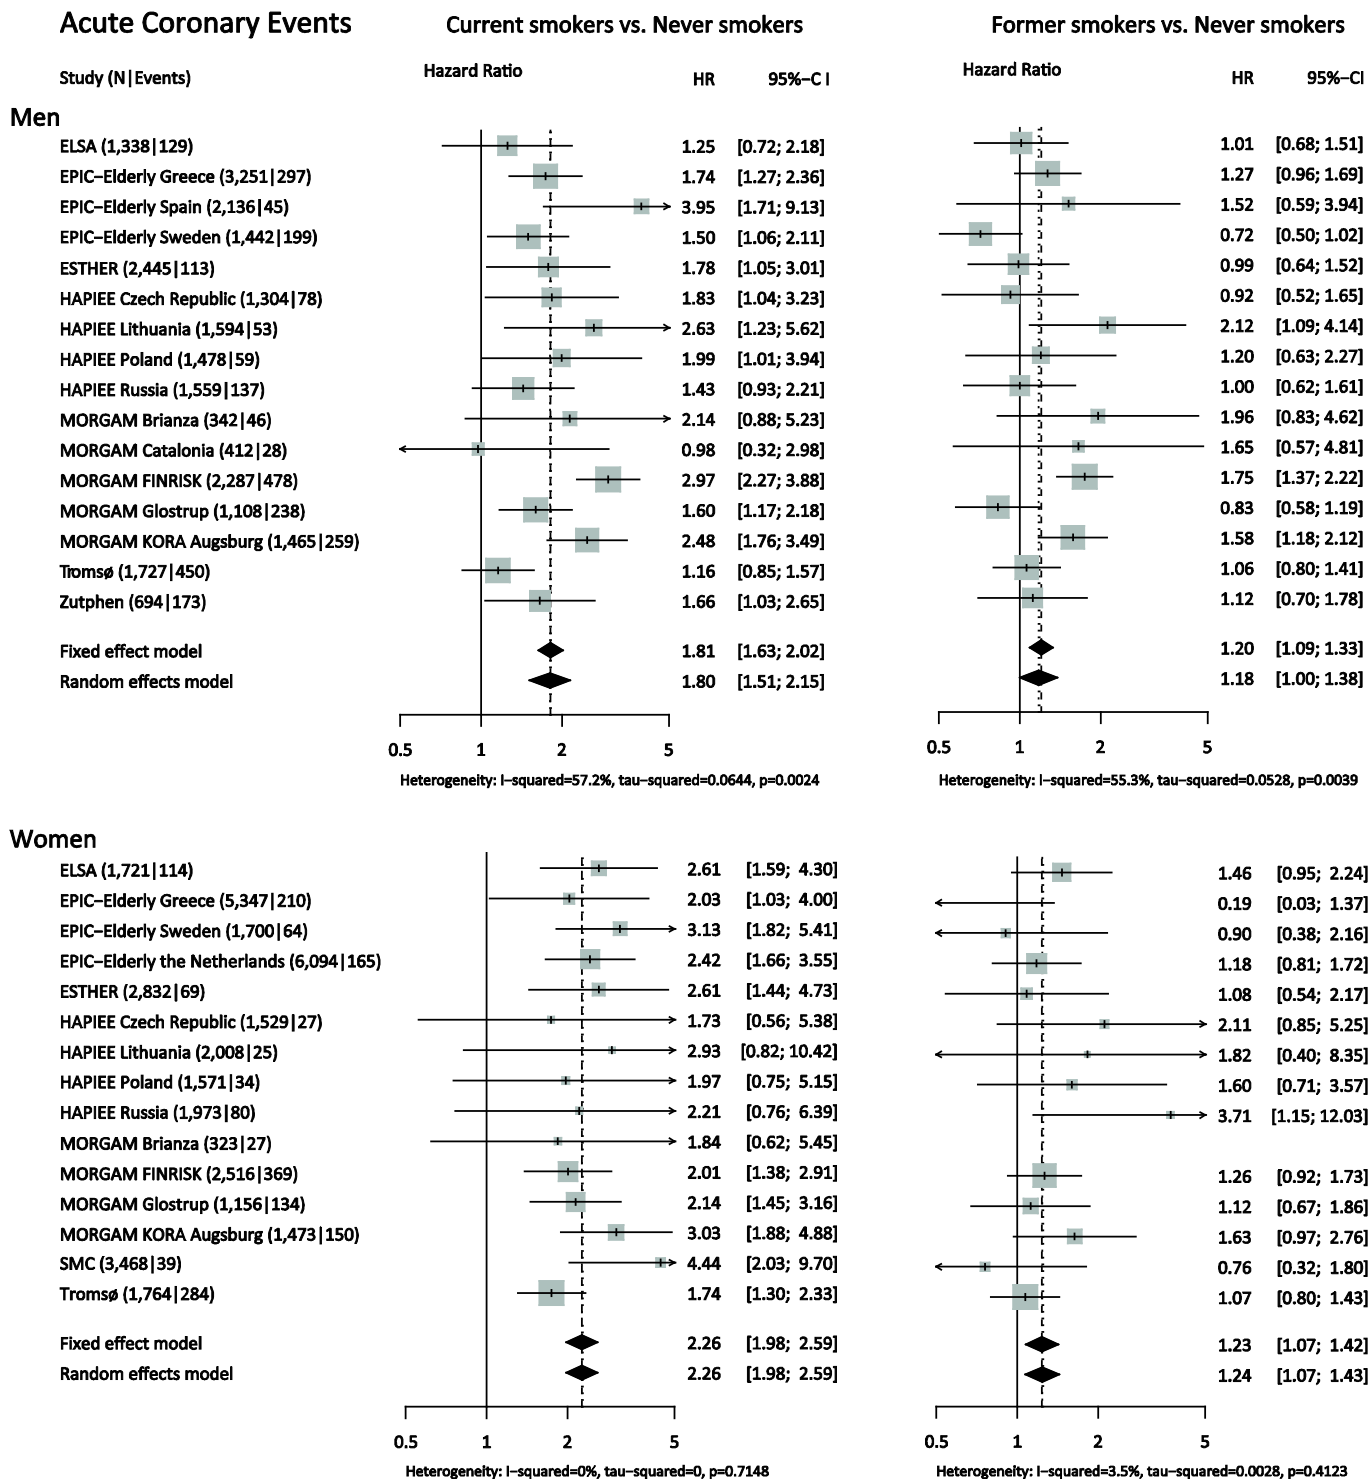 Acute Coronary Events Current smokers vs. Never smokers Former smokers vs. Never smokers
Study (N|Events) Hazard Ratio HR 95%−C I Hazard Ratio HR 95%−CI
Men
ELSA (1,338|129) 1.25 [0.72; 2.18] 1.01 [0.68; 1.51]
EPIC−Elderly Greece (3,251|297) 1.74 [1.27; 2.36] 1.27 [0.96; 1.69]
EPIC−Elderly Spain (2,136|45) 3.95 [1.71; 9.13] 1.52 [0.59; 3.94]
EPIC−Elderly Sweden (1,442|199) 1.50 [1.06; 2.11] 0.72 [0.50; 1.02]
ESTHER (2,445|113) 1.78 [1.05; 3.01] 0.99 [0.64; 1.52]
HAPIEE Czech Republic (1,304|78) 1.83 [1.04; 3.23] 0.92 [0.52; 1.65]
HAPIEE Lithuania (1,594|53) 2.63 [1.23; 5.62] 2.12 [1.09; 4.14]
HAPIEE Poland (1,478|59) 1.99 [1.01; 3.94] 1.20 [0.63; 2.27]
HAPIEE Russia (1,559|137) 1.43 [0.93; 2.21] 1.00 [0.62; 1.61]
MORGAM Brianza (342|46) 2.14 [0.88; 5.23] 1.96 [0.83; 4.62]
MORGAM Catalonia (412|28) 0.98 [0.32; 2.98] 1.65 [0.57; 4.81]
MORGAM FINRISK (2,287|478) 2.97 [2.27; 3.88] 1.75 [1.37; 2.22]
MORGAM Glostrup (1,108|238) 1.60 [1.17; 2.18] 0.83 [0.58; 1.19]
MORGAM KORA Augsburg (1,465|259) 2.48 [1.76; 3.49] 1.58 [1.18; 2.12]
Tromsø (1,727|450) 1.16 [0.85; 1.57] 1.06 [0.80; 1.41]
Zutphen (694|173) 1.66 [1.03; 2.65] 1.12 [0.70; 1.78]
Fixed effect model 1.81 [1.63; 2.02] 1.20 [1.09; 1.33]
Random effects model 1.80 [1.51; 2.15] 1.18 [1.00; 1.38]
0.5 1 2 5 0.5 1 2 5
Heterogeneity: I−squared=57.2%, tau−squared=0.0644, p=0.0024 Heterogeneity: I−squared=55.3%, tau−squared=0.0528, p=0.0039
Women
ELSA (1,721|114) 2.61 [1.59; 4.30] 1.46 [0.95; 2.24]
EPIC−Elderly Greece (5,347|210) 2.03 [1.03; 4.00] 0.19 [0.03; 1.37]
EPIC−Elderly Sweden (1,700|64) 3.13 [1.82; 5.41] 0.90 [0.38; 2.16]
EPIC−Elderly the Netherlands (6,094|165) 2.42 [1.66; 3.55] 1.18 [0.81; 1.72]
ESTHER (2,832|69) 2.61 [1.44; 4.73] 1.08 [0.54; 2.17]
HAPIEE Czech Republic (1,529|27) 1.73 [0.56; 5.38] 2.11 [0.85; 5.25]
HAPIEE Lithuania (2,008|25) 2.93 [0.82; 10.42] 1.82 [0.40; 8.35]
HAPIEE Poland (1,571|34) 1.97 [0.75; 5.15] 1.60 [0.71; 3.57]
HAPIEE Russia (1,973|80) 2.21 [0.76; 6.39] 3.71 [1.15; 12.03]
MORGAM Brianza (323|27) 1.84 [0.62; 5.45]
MORGAM FINRISK (2,516|369) 2.01 [1.38; 2.91] 1.26 [0.92; 1.73]
MORGAM Glostrup (1,156|134) 2.14 [1.45; 3.16] 1.12 [0.67; 1.86]
MORGAM KORA Augsburg (1,473|150) 3.03 [1.88; 4.88] 1.63 [0.97; 2.76]
SMC (3,468|39) 4.44 [2.03; 9.70] 0.76 [0.32; 1.80]
Tromsø (1,764|284) 1.74 [1.30; 2.33] 1.07 [0.80; 1.43]
Fixed effect model 2.26 [1.98; 2.59] 1.23 [1.07; 1.42]
Random effects model 2.26 [1.98; 2.59] 1.24 [1.07; 1.43]
0.5 1 2 5 0.5 1 2 5
Heterogeneity: I−squared=0%, tau−squared=0, p=0.7148 Heterogeneity: I−squared=3.5%, tau−squared=0.0028, p=0.4123